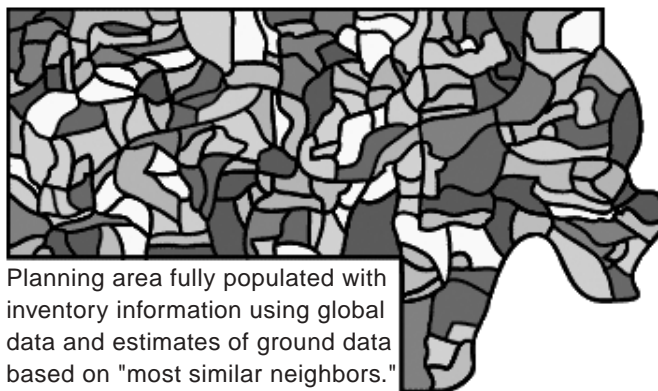 Planning area fully populated with
inventory information using global
data and estimates of ground data
based on "most similar neighbors."